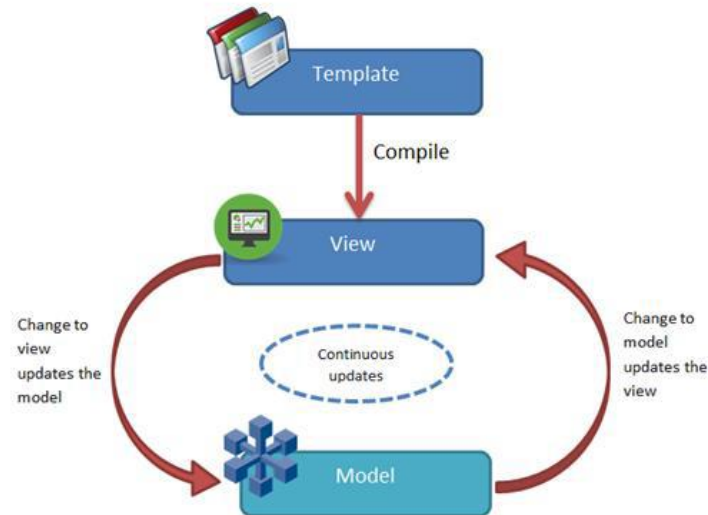 Template
Compile
View
Change to
view
updates the
model
Continuous
updates
Change to
model
updates the
view
Model